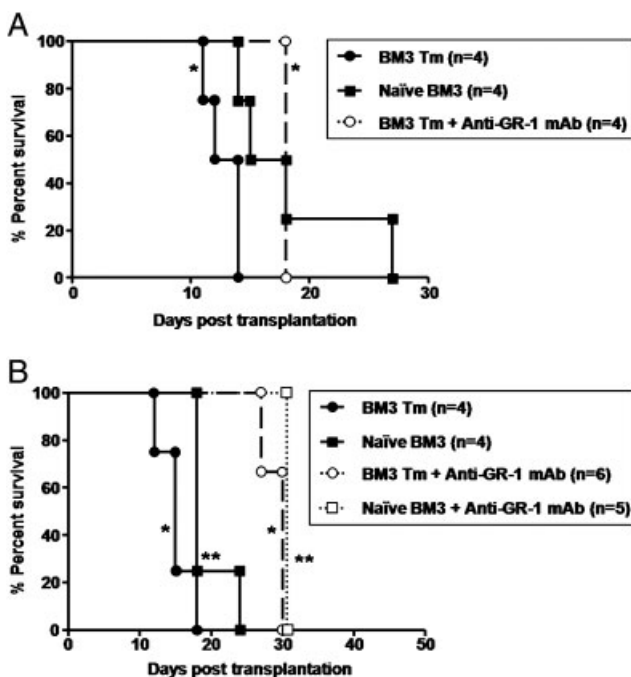 A
% Percent survival
100
80
60
40
20
0
0 10 20 30
Days post transplantation
* *
BM3 Tm (n=4)
Naïve BM3 (n=4)
BM3 Tm + Anti-GR-1 mAb (n=4)
B
% Percent survival
100
80
60
40
20
0
0 10 20 30 40 50
Days post transplantation
* ** * **
BM3 Tm (n=4)
Naïve BM3 (n=4)
BM3 Tm + Anti-GR-1 mAb (n=6)
Naïve BM3 + Anti-GR-1 mAb (n=5)